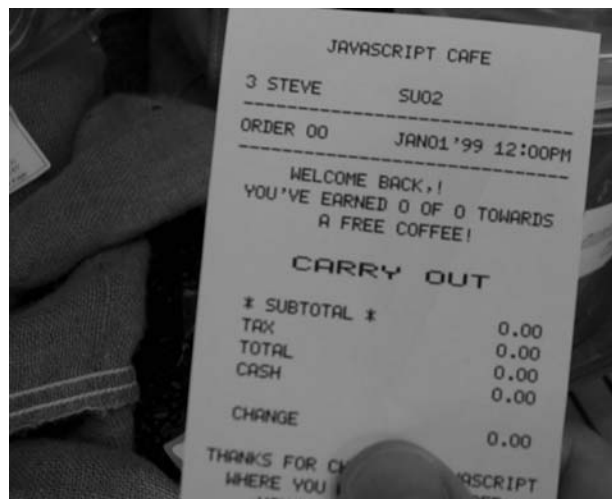 JAVASCRIPT CAFE
3 STEVE SU02
ORDER 00 JAN01'99 12:00PM
WELCOME BACK,!
YOU'VE EARNED 0 OF 0 TOWARDS
A FREE COFFEE!
CARRY OUT
* SUBTOTAL * 0.00
TAX 0.00
TOTAL 0.00
CASH 0.00
CHANGE 0.00
THANKS FOR
WHERE YOU